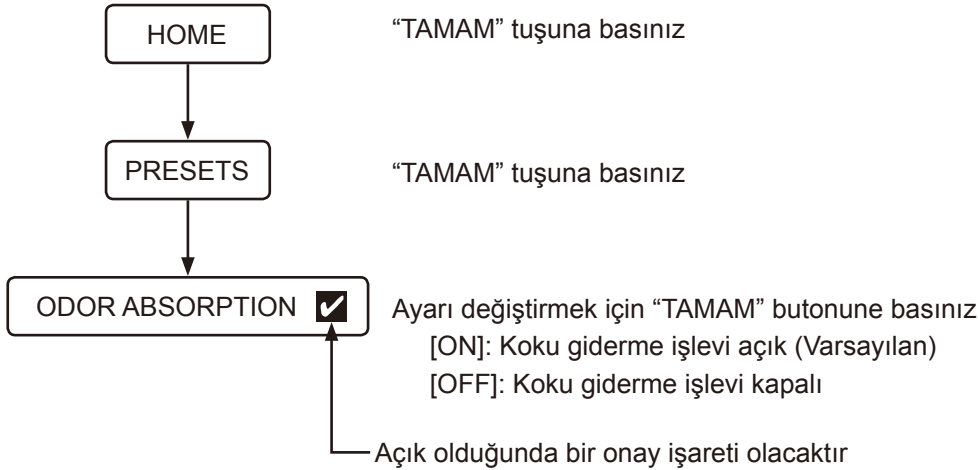 HOME “TAMAM” tuşuna basınız
PRESETS “TAMAM” tuşuna basınız
ODOR ABSORPTION ✔ Ayarı değiştirmek için “TAMAM” butonune basınız
[ON]: Koku giderme işlevi açık (Varsayılan)
[OFF]: Koku giderme işlevi kapalı
Açık olduğunda bir onay işareti olacaktır